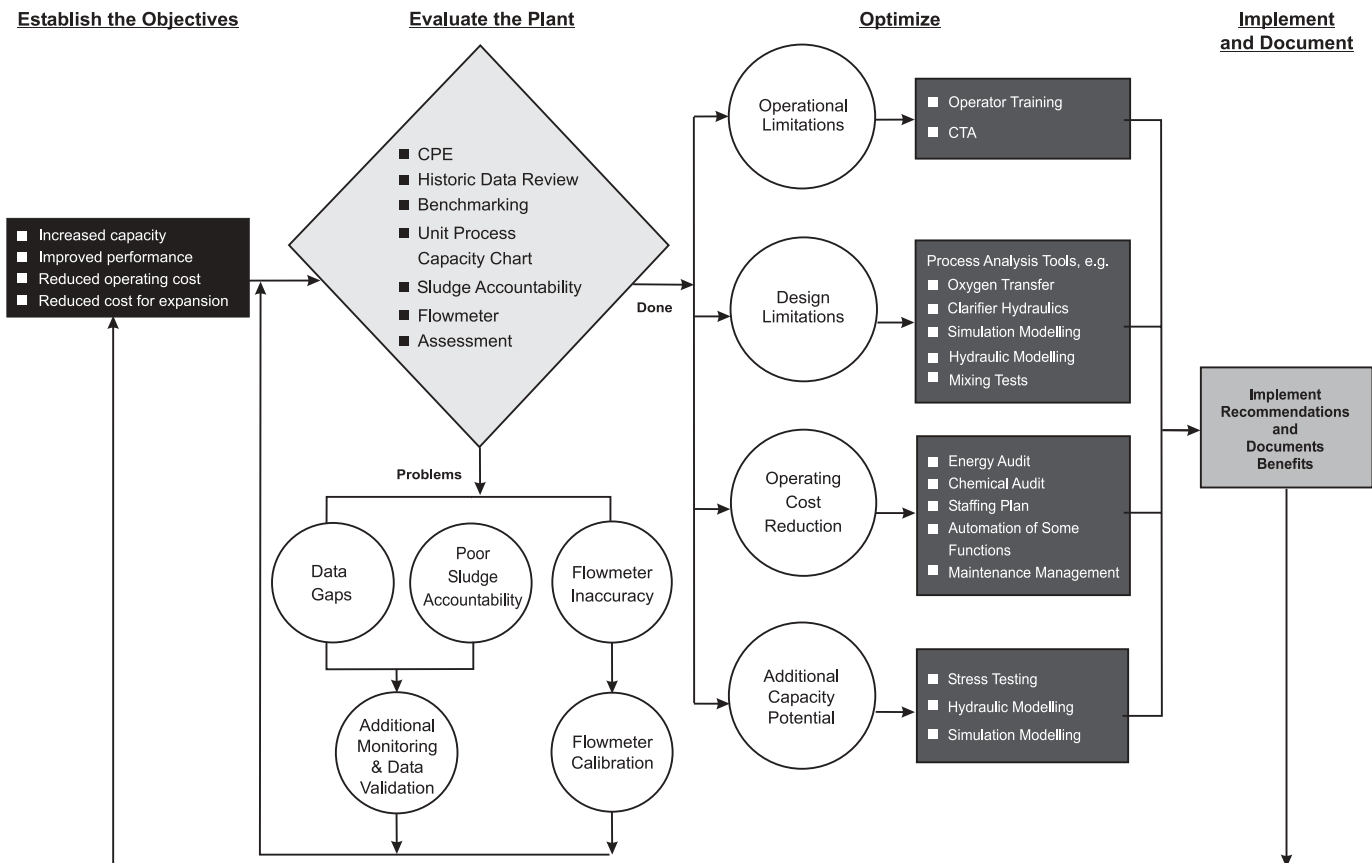 Establish the Objectives
Evaluate the Plant
Optimize
Implement
and Document
Increased capacity
Improved performance
Reduced operating cost
Reduced cost for expansion
CPE
Historic Data Review
Benchmarking
Unit Process
Capacity Chart
Sludge Accountability
Flowmeter
Assessment
Done
Problems
Data
Gaps
Poor
Sludge
Accountability
Flowmeter
Inaccuracy
Additional
Monitoring
& Data
Validation
Flowmeter
Calibration
Operational
Limitations
Operator Training
CTA
Design
Limitations
Process Analysis Tools, e.g.
Oxygen Transfer
Clarifier Hydraulics
Simulation Modelling
Hydraulic Modelling
Mixing Tests
Operating
Cost
Reduction
Energy Audit
Chemical Audit
Staffing Plan
Automation of Some
Functions
Maintenance Management
Additional
Capacity
Potential
Stress Testing
Hydraulic Modelling
Simulation Modelling
Implement
Recommendations
and
Documents
Benefits